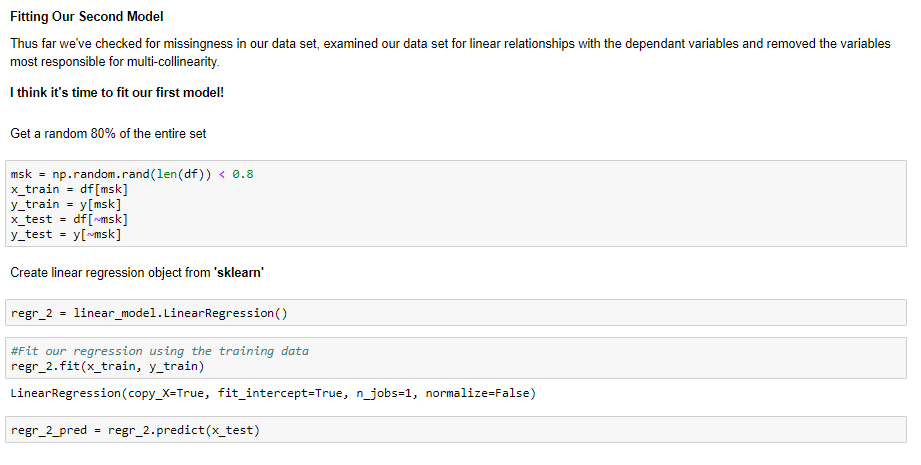 Fitting Our Second Model
Thus far we've checked for missingness in our data set, examined our data set for linear relationships with the dependant variables and removed the variables
most responsible for multi-collinearity.
I think it's time to fit our first model!
Get a random 80% of the entire set
msk = np.random.rand(len(df)) < 0.8
x_train = df[msk]
y_train = y[msk]
x_test = df[~msk]
y_test = y[~msk]
Create linear regression object from 'sklearn'
regr_2 = linear_model.LinearRegression()
#Fit our regression using the training data
regr_2.fit(x_train, y_train)
LinearRegression(copy_X=True, fit_intercept=True, n_jobs=1, normalize=False)
regr_2_pred = regr_2.predict(x_test)